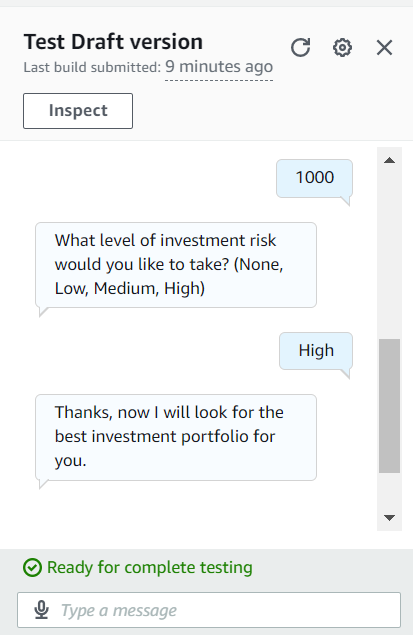 Test Draft version
Last build submitted: 9 minutes ago
Inspect
1000
What level of investment risk
would you like to take? (None,
Low, Medium, High)
High
Thanks, now I will look for the
best investment portfolio for
you.
Ready for complete testing
Type a message